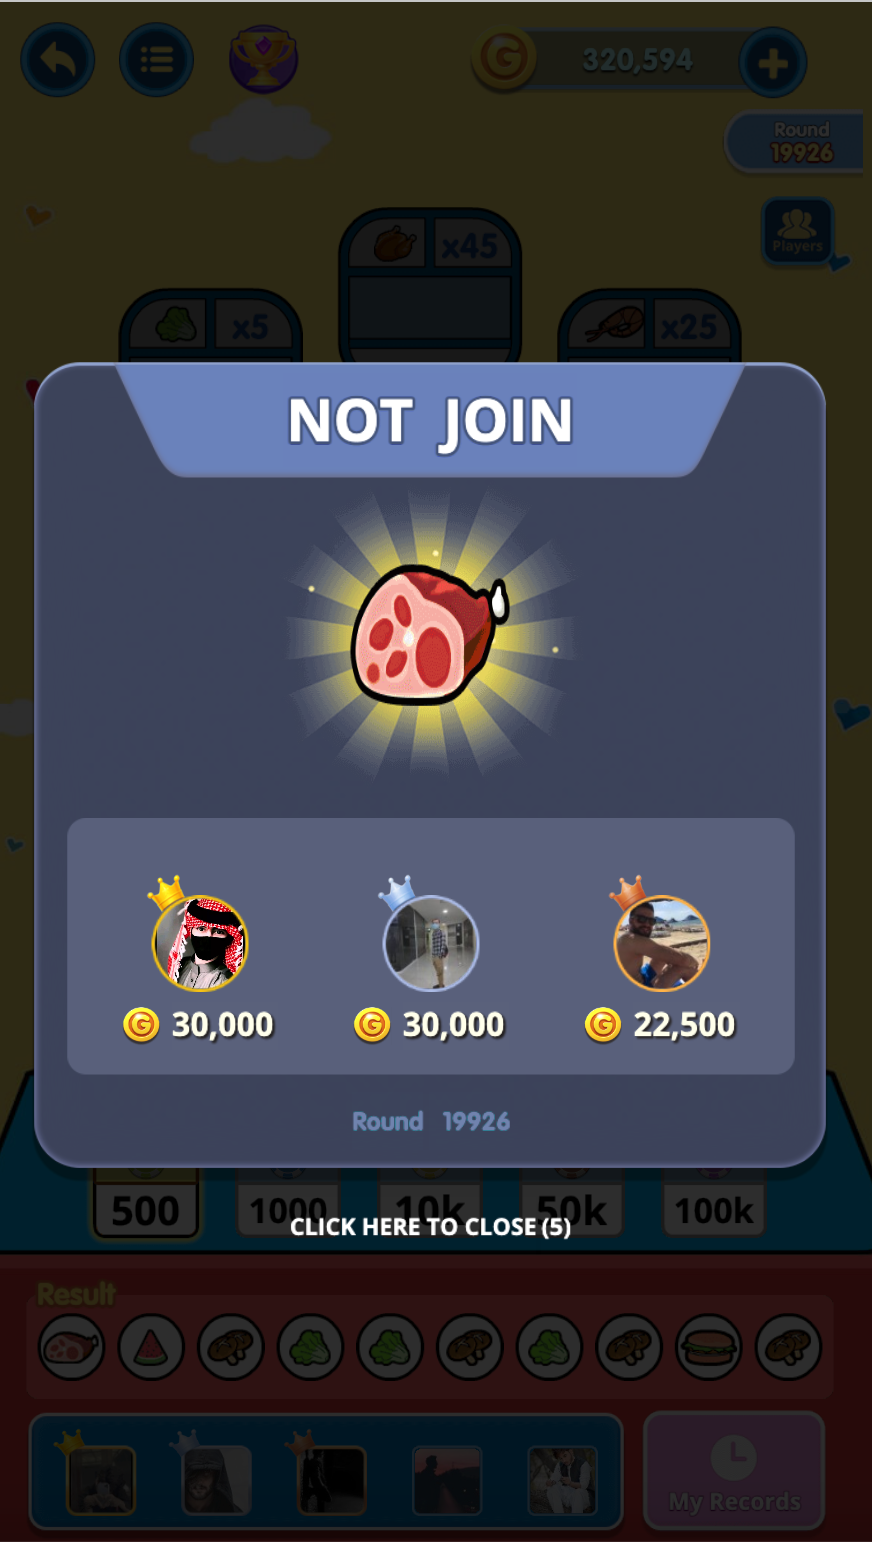 320,594
Round
19926
Players
x45
x5
x25
NOT JOIN
30,000
30,000
22,500
Round 19926
500
1000
10k
50k
100k
CLICK HERE TO CLOSE (5)
Result
My Records